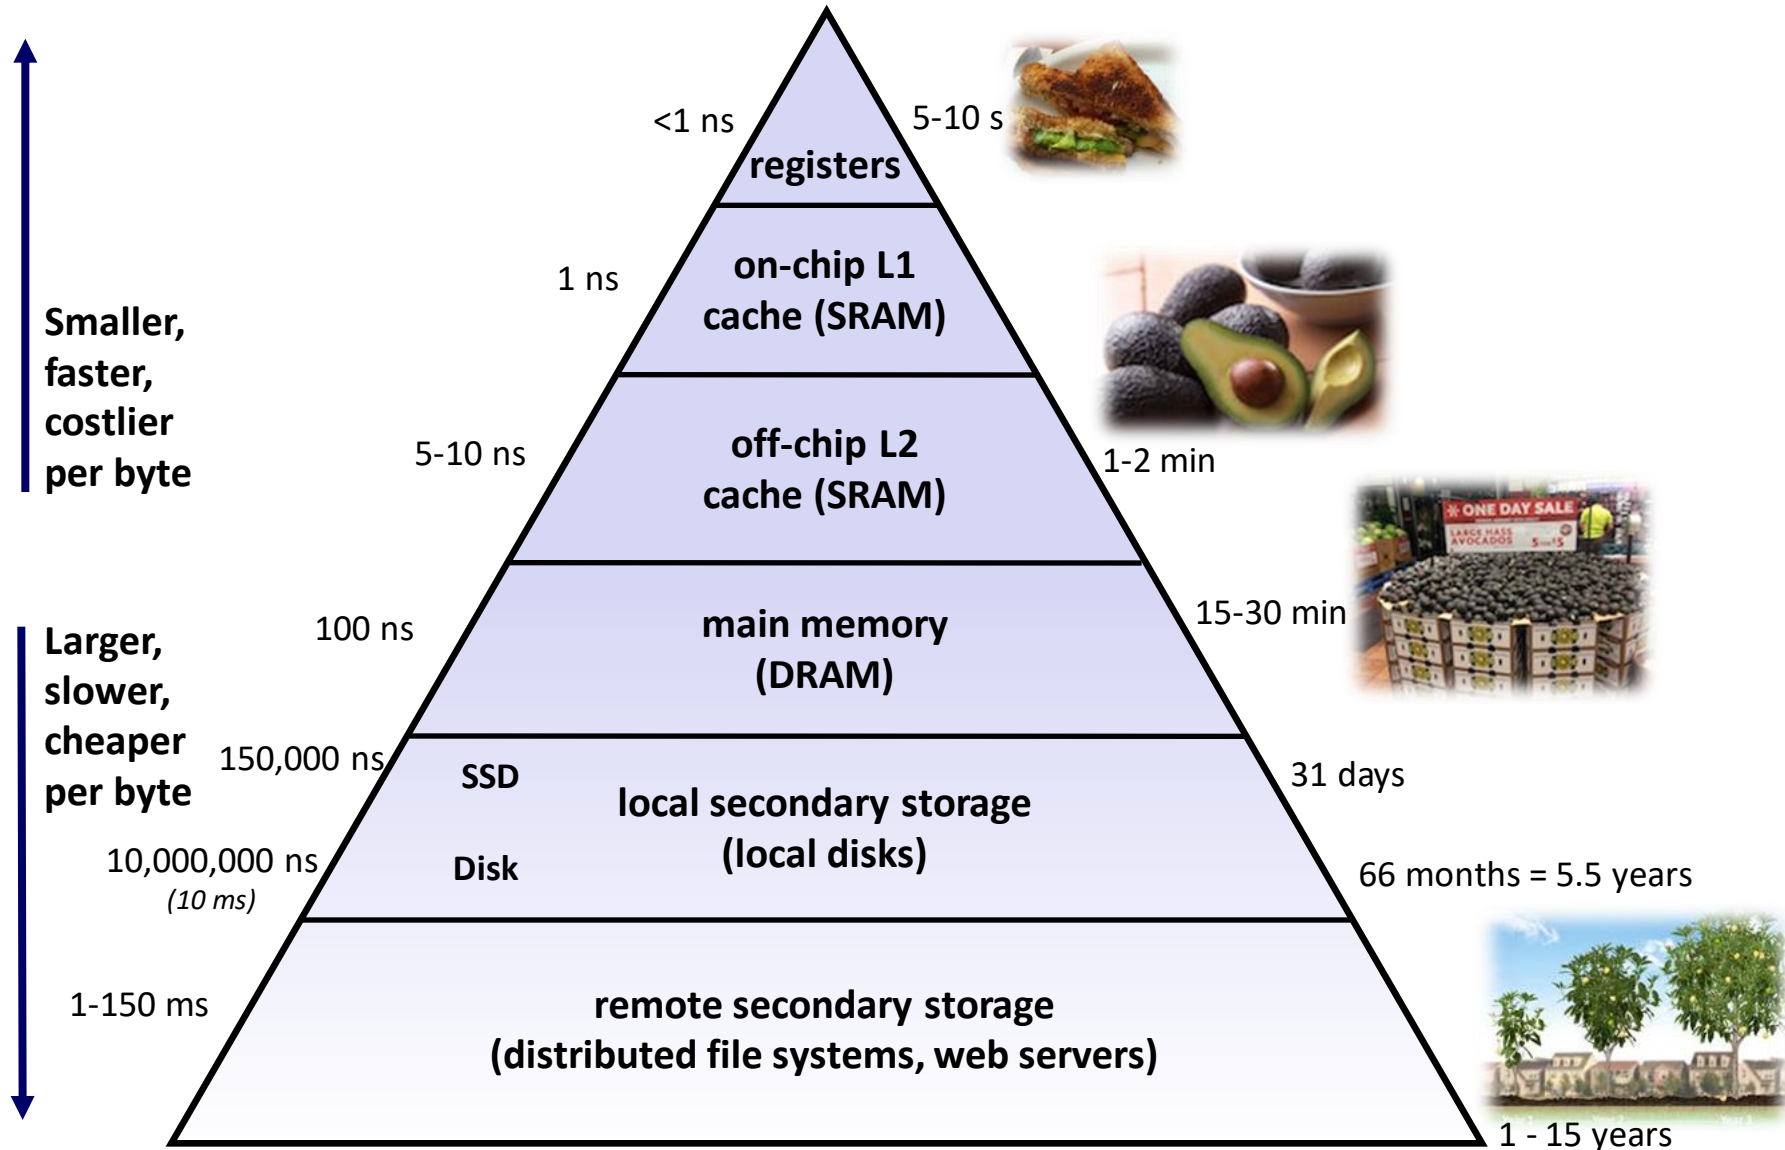 <1 ns
5-10 s
registers
1 ns
on-chip L1
cache (SRAM)
Smaller,
faster,
costlier
per byte
5-10 ns
off-chip L2
cache (SRAM)
1-2 min
* ONE DAY SALE
LARGE HASS
AVOCADOS
Larger,
slower,
cheaper
per byte
100 ns
main memory
(DRAM)
15-30 min
150,000 ns
SSD
local secondary storage
(local disks)
31 days
10,000,000 ns
(10 ms)
Disk
66 months = 5.5 years
1-150 ms
remote secondary storage
(distributed file systems, web servers)
1 - 15 years